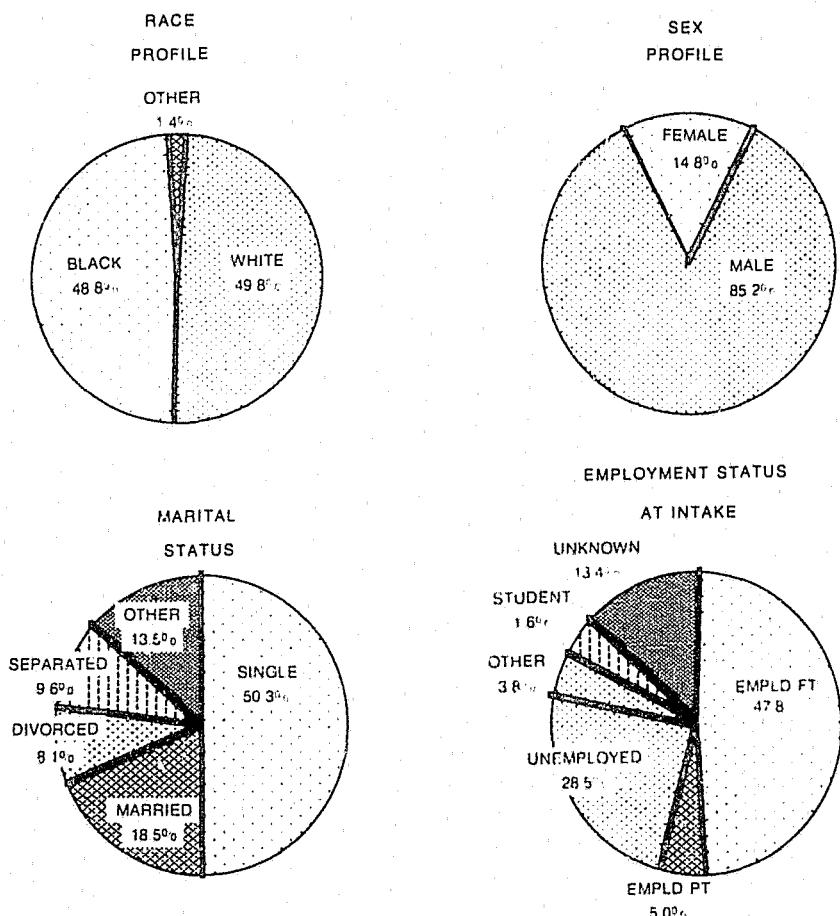 RACE
PROFILE
OTHER
1.4%
BLACK
48.8%
WHITE
49.8%
SEX
PROFILE
FEMALE
14.8%
MALE
85.2%
MARITAL
STATUS
OTHER
13.5%
SEPARATED
9.6%
DIVORCED
8.1%
MARRIED
18.5%
SINGLE
50.3%
EMPLOYMENT STATUS
AT INTAKE
UNKNOWN
13.4%
STUDENT
1.6%
OTHER
3.8%
UNEMPLOYED
28.5%
EMPLD FT
47.8
EMPLD PT
5.0%